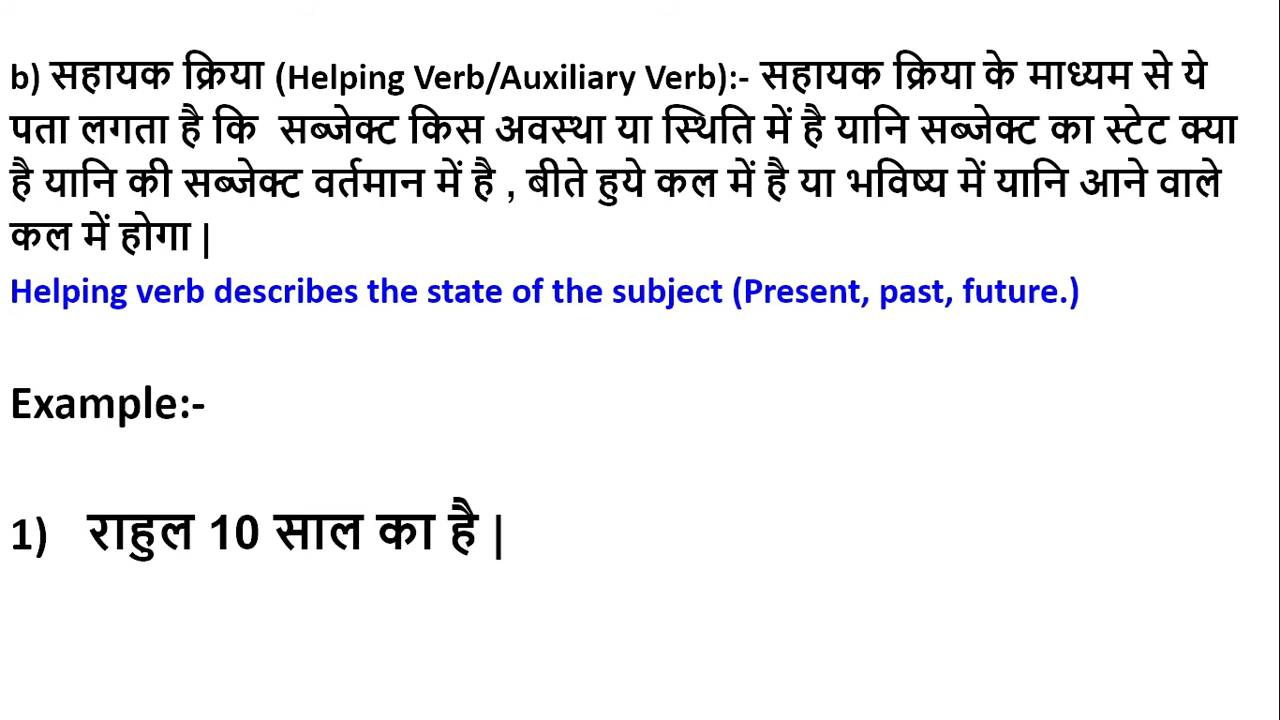 b) सहायक क्रिया (Helping Verb/Auxiliary Verb):- सहायक क्रिया के माध्यम से ये
पता लगता है कि सब्जेक्ट किस अवस्था या स्थिति में है यानि सब्जेक्ट का स्टेट क्या
है यानि की सब्जेक्ट वर्तमान में है , बीते हुये कल में है या भविष्य में यानि आने वाले
कल में होगा |
Helping verb describes the state of the subject (Present, past, future.)
Example:-
1) राहुल 10 साल का है |